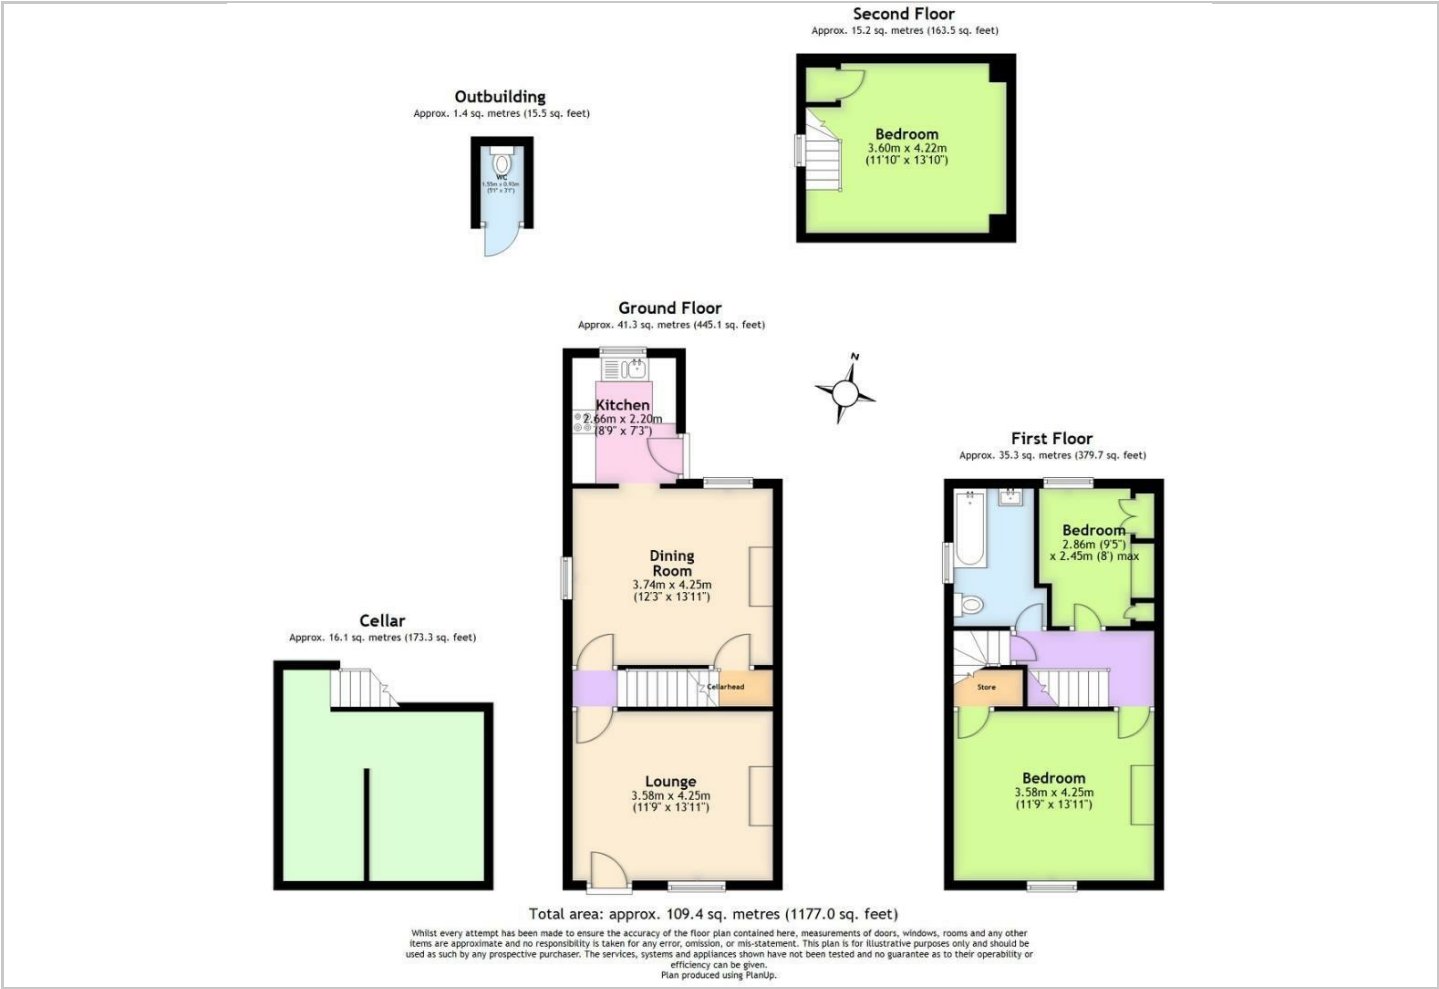 Second Floor
Approx. 15.2 sq. metres (163.5 sq. feet)
Bedroom
3.60m x 4.22m
(11'10" x 13'10")
Outbuilding
Approx. 1.4 sq. metres (15.5 sq. feet)
WC
1.55m x 0.93m
(5'1" x 3'1")
Ground Floor
Approx. 41.3 sq. metres (445.1 sq. feet)
Kitchen
2.66m x 2.20m
(8'9" x 7'3")
Dining
Room
3.74m x 4.25m
(12'3" x 13'11")
Cellarhead
Lounge
3.58m x 4.25m
(11'9" x 13'11")
N
First Floor
Approx. 35.3 sq. metres (379.7 sq. feet)
Bedroom
2.86m (9'5")
x 2.45m (8') max
Store
Bedroom
3.58m x 4.25m
(11'9" x 13'11")
Cellar
Approx. 16.1 sq. metres (173.3 sq. feet)
Total area: approx. 109.4 sq. metres (1177.0 sq. feet)
Whilst every attempt has been made to ensure the accuracy of the floor plan contained here, measurements of doors, windows, rooms and any other
items are approximate and no responsibility is taken for any error, omission, or mis-statement. This plan is for illustrative purposes only and should be
used as such by any prospective purchaser. The services, systems and appliances shown have not been tested and no guarantee as to their operability or
efficiency can be given.
Plan produced using PlanUp.